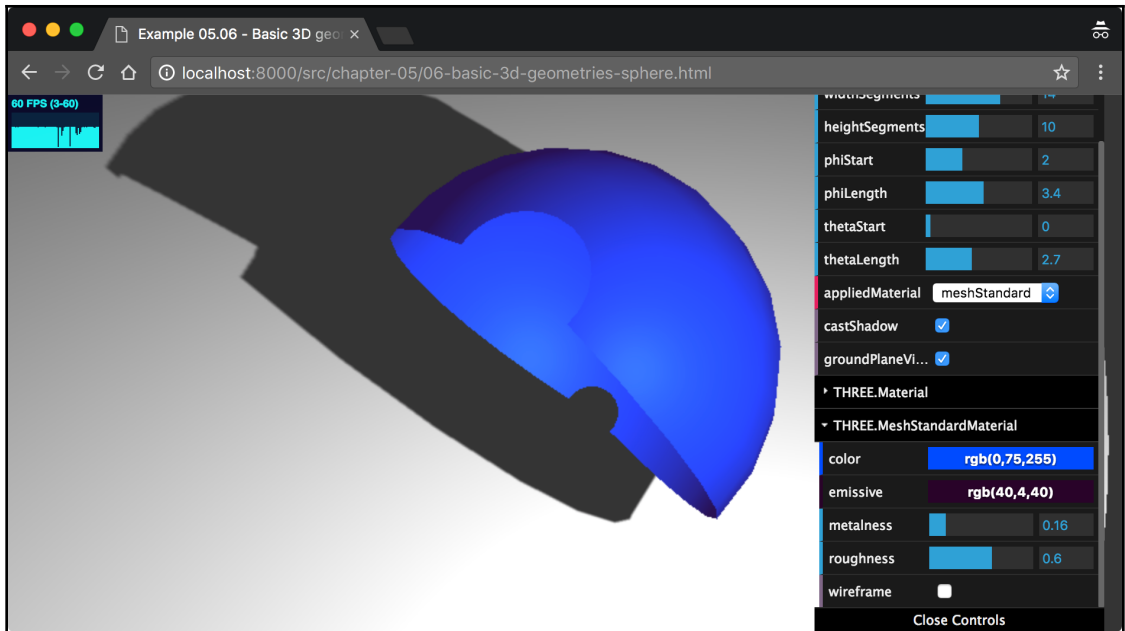 Example 05.06 - Basic 3D geo
localhost:8000/src/chapter-05/06-basic-3d-geometries-sphere.html
60 FPS (3-60)
widthSegments 14
heightSegments 10
phiStart 2
phiLength 3.4
thetaStart 0
thetaLength 2.7
appliedMaterial meshStandard
castShadow
groundPlaneVi...
THREE.Material
THREE.MeshStandardMaterial
color rgb(0,75,255)
emissive rgb(40,4,40)
metalness 0.16
roughness 0.6
wireframe
Close Controls